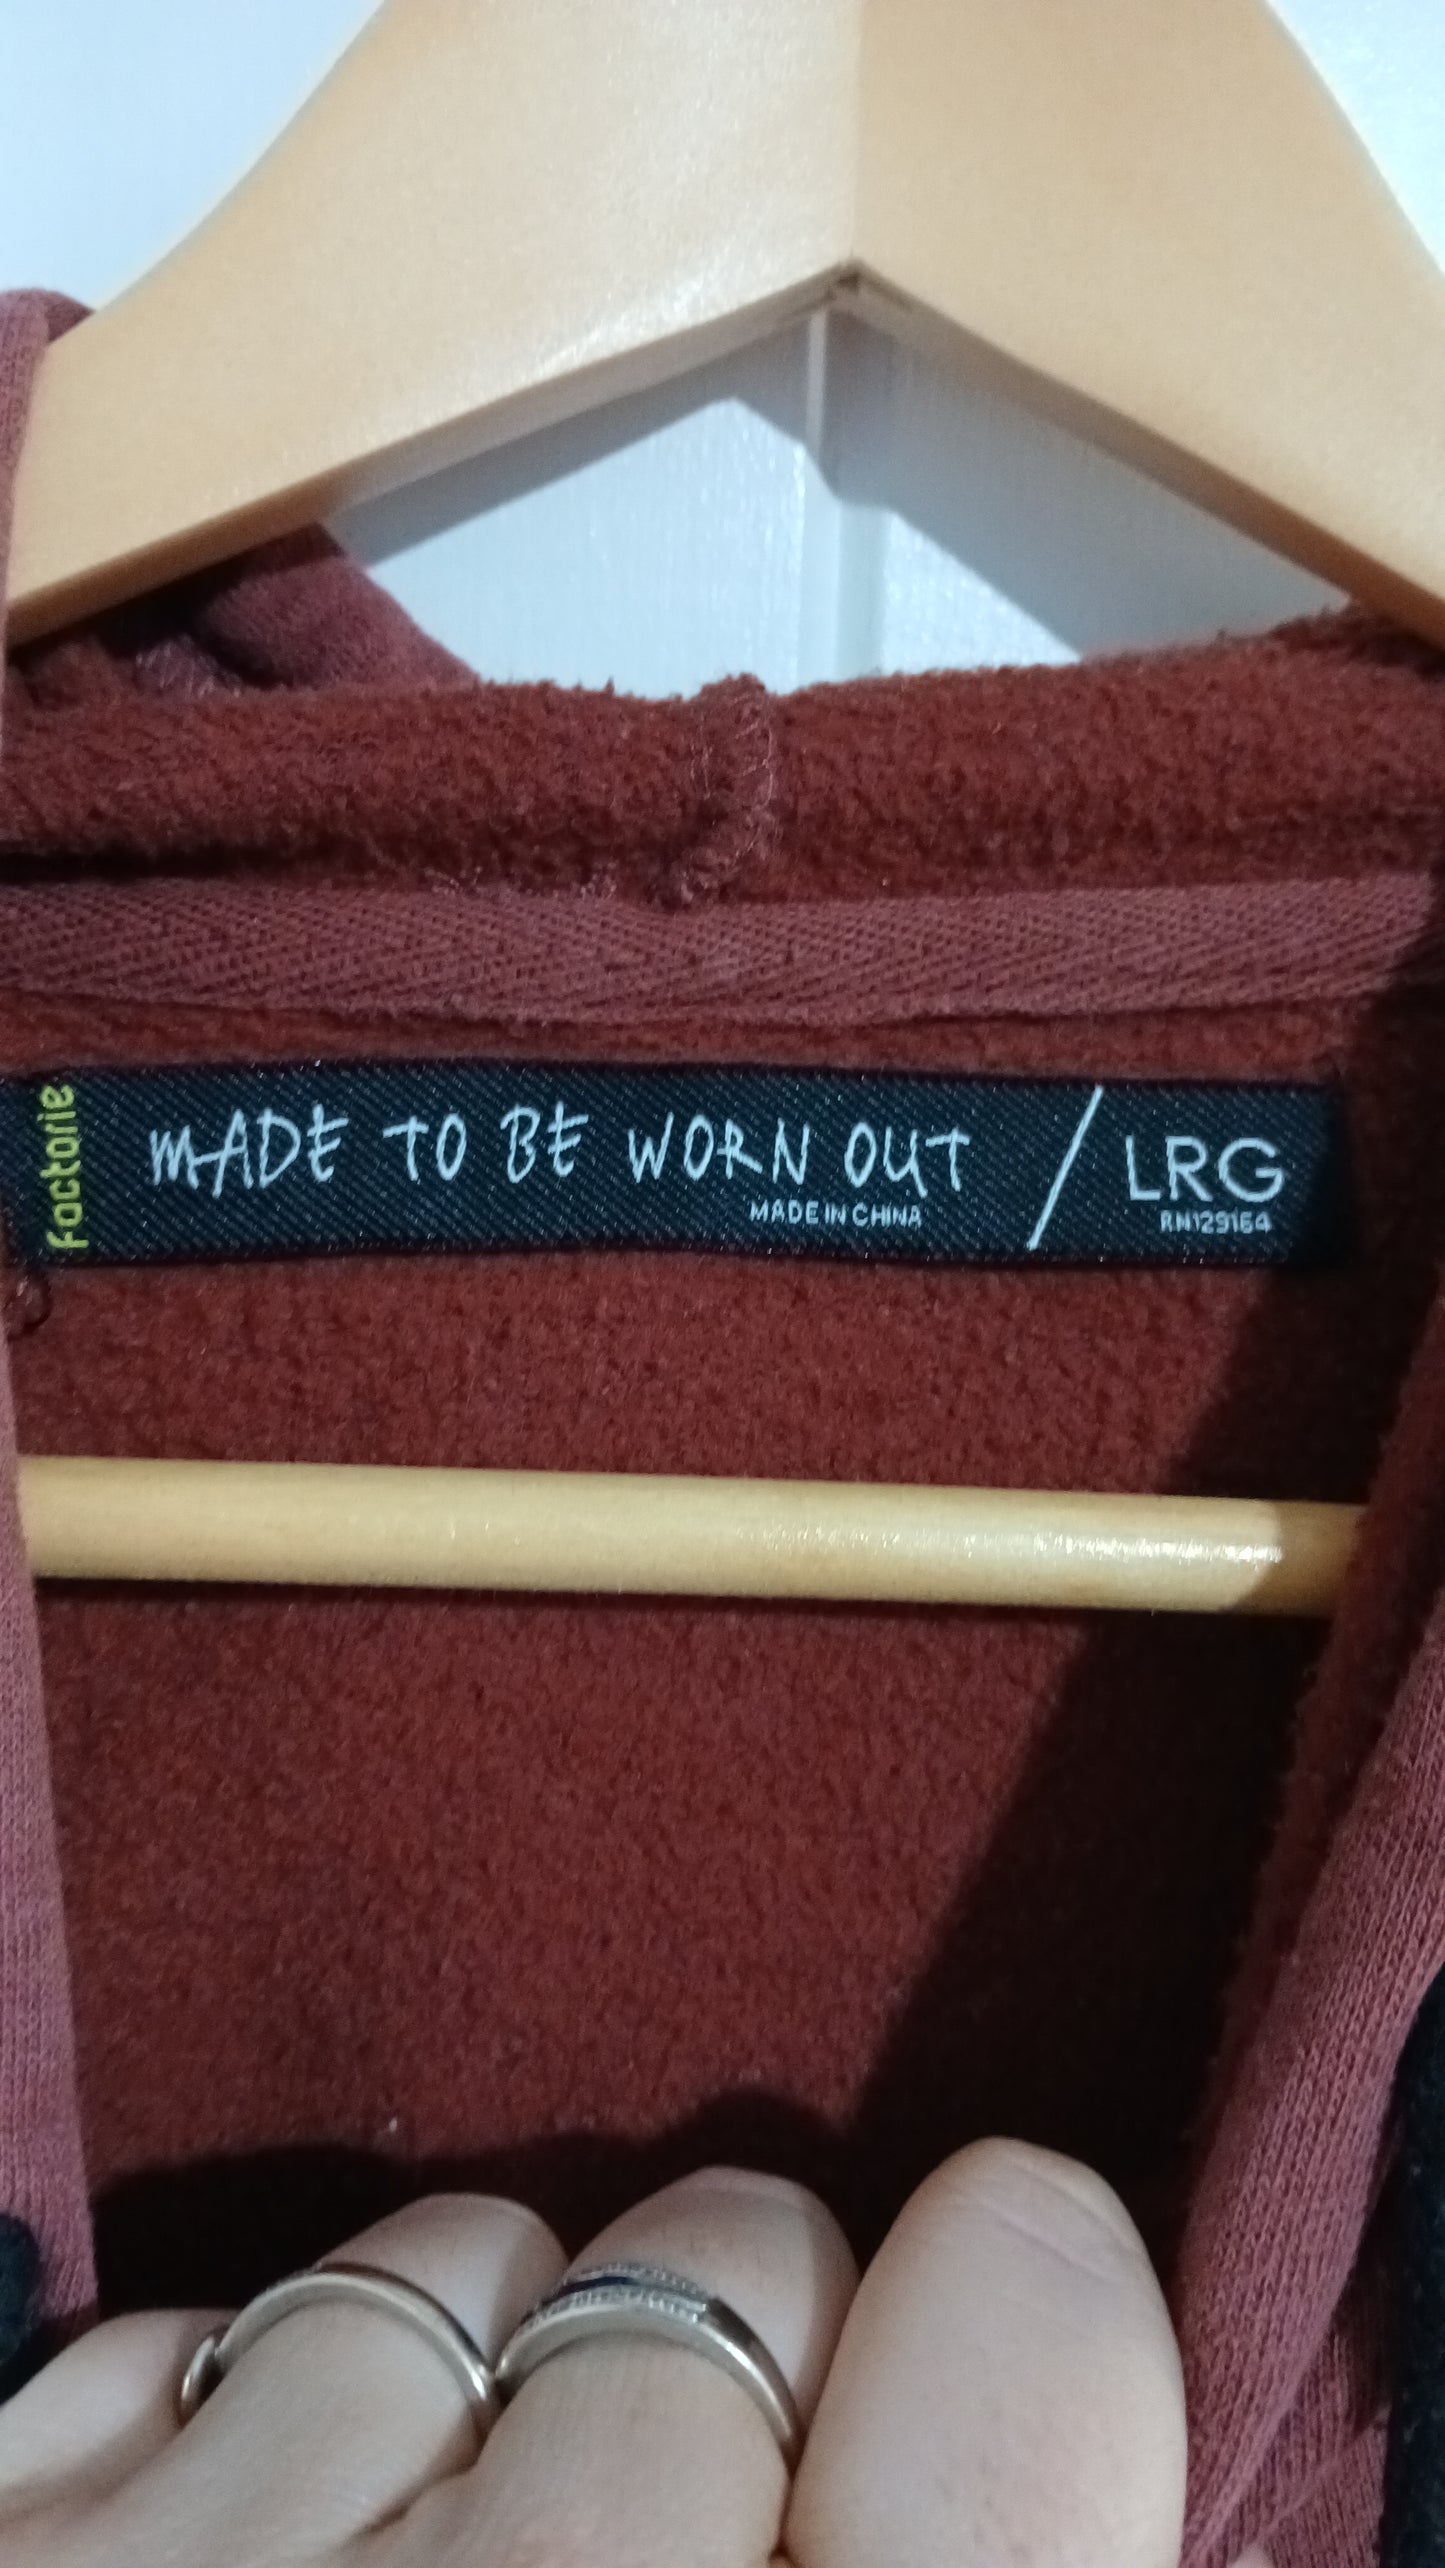 factorie
MADE TO BE WORN OUT / LRG
MADE IN CHINA
RN129164